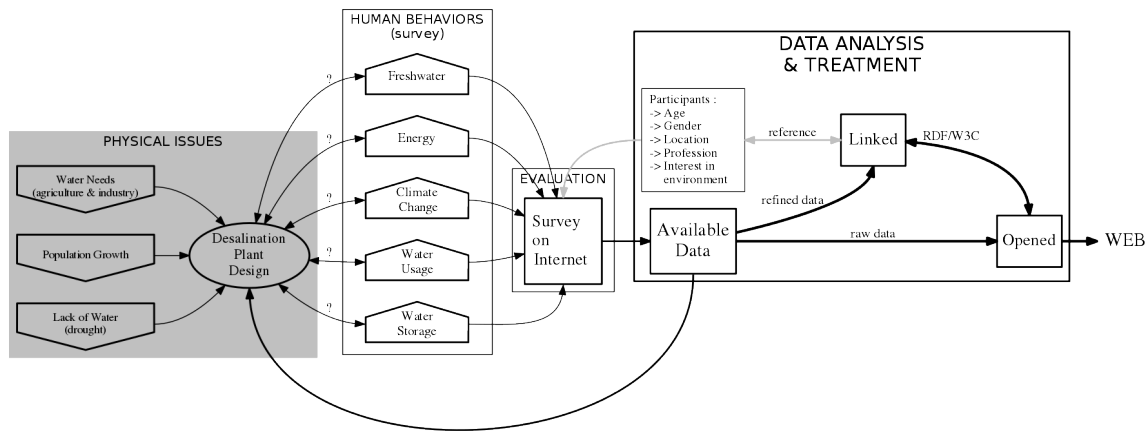 PHYSICAL ISSUES
Water Needs
(agriculture & industry)
Population Growth
Lack of Water
(drought)
Desalination
Plant
Design
?
?
?
?
?
HUMAN BEHAVIORS
(survey)
Freshwater
Energy
Climate
Change
Water
Usage
Water
Storage
EVALUATION
Survey
on
Internet
DATA ANALYSIS
& TREATMENT
Participants :
-> Age
-> Gender
-> Location
-> Profession
-> Interest in
environment
reference
Linked
RDF/W3C
refined data
Available
Data
raw data
Opened
WEB